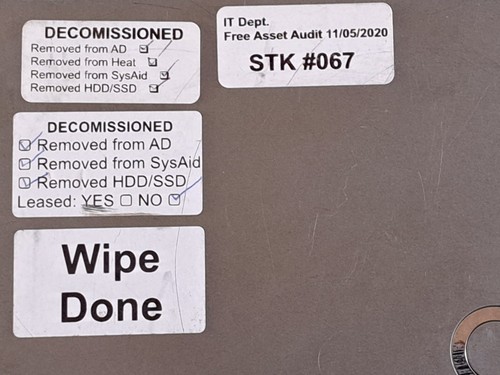 DECOMISSIONED
Removed from AD
Removed from Heat
Removed from SysAid
Removed HDD/SSD
IT Dept.
Free Asset Audit 11/05/2020
STK #067
DECOMISSIONED
Removed from AD
Removed from SysAid
Removed HDD/SSD
Leased: YES NO
Wipe
Done